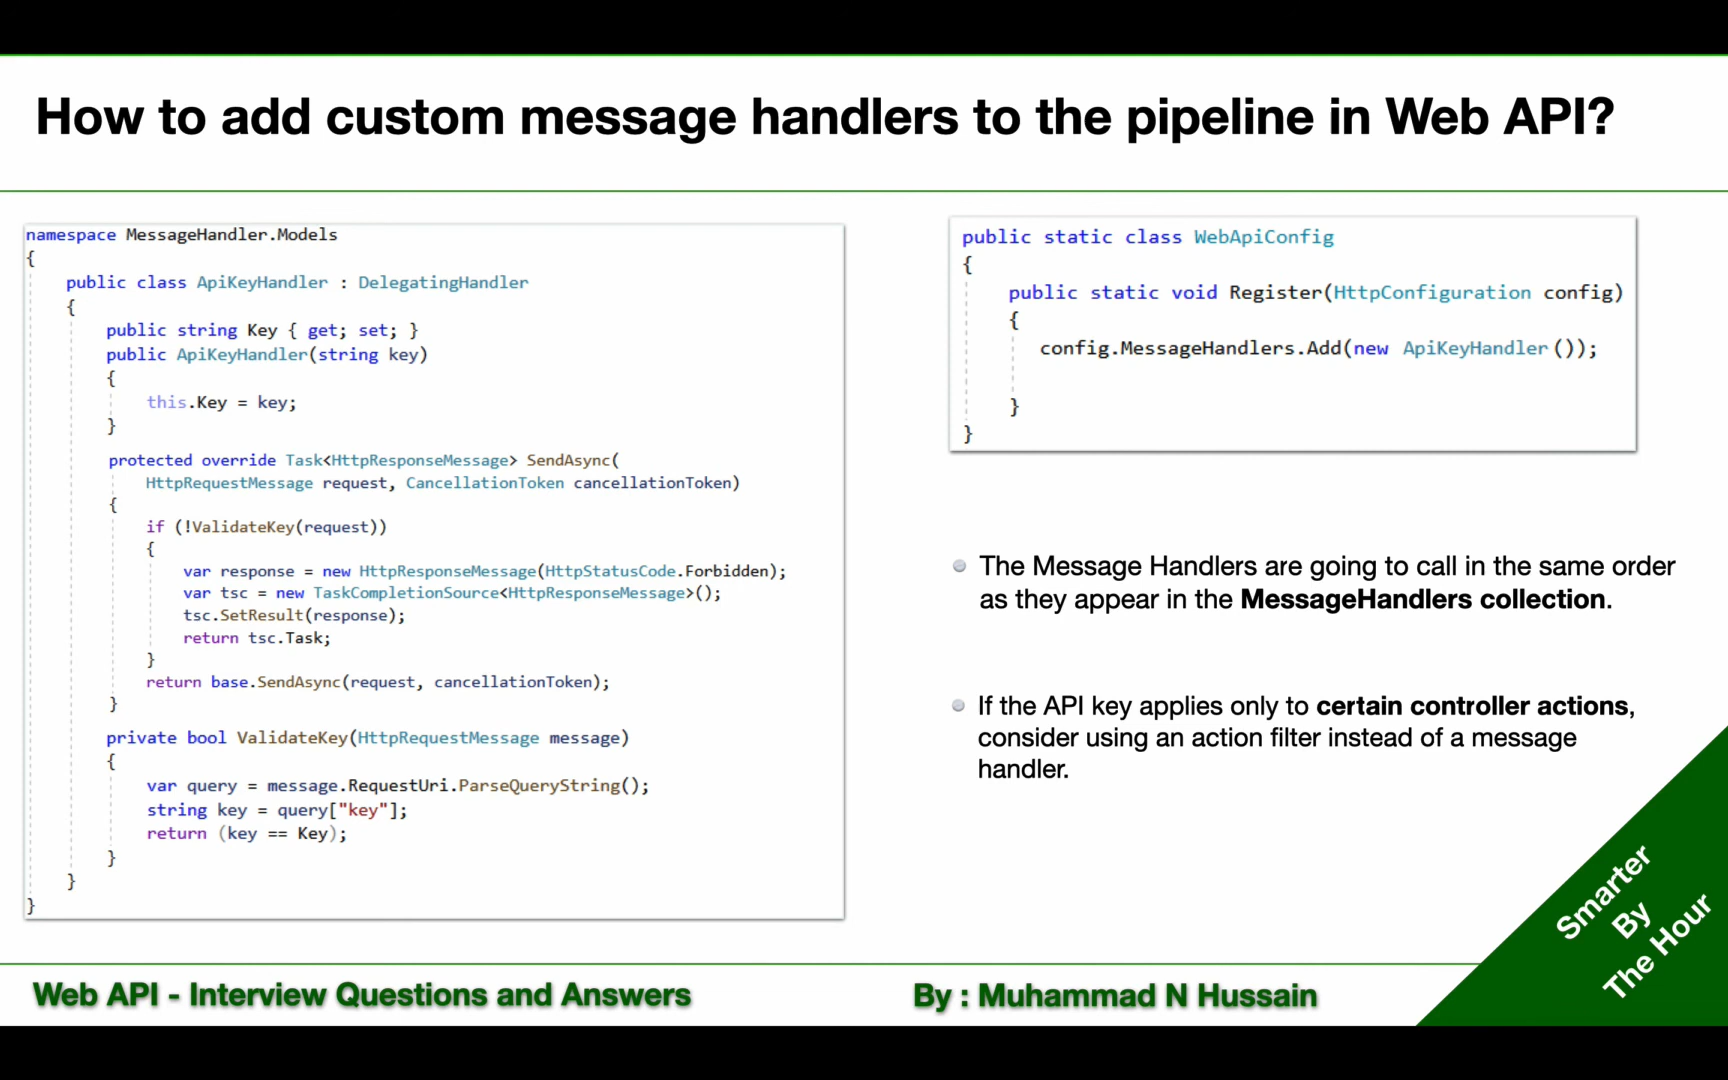 How to add custom message handlers to the pipeline in Web API?
namespace MessageHandler.Models
{
public class ApiKeyHandler : DelegatingHandler
{
public string Key { get; set; }
public ApiKeyHandler(string key)
{
this.Key = key;
}
protected override Task<HttpResponseMessage> SendAsync(
HttpRequestMessage request, CancellationToken cancellationToken)
{
if (!ValidateKey(request))
{
var response = new HttpResponseMessage(HttpStatusCode.Forbidden);
var tsc = new TaskCompletionSource<HttpResponseMessage>();
tsc.SetResult(response);
return tsc.Task;
}
return base.SendAsync(request, cancellationToken);
}
private bool ValidateKey(HttpRequestMessage message)
{
var query = message.RequestUri.ParseQueryString();
string key = query["key"];
return (key == Key);
}
}
}
public static class WebApiConfig
{
public static void Register(HttpConfiguration config)
{
config.MessageHandlers.Add(new ApiKeyHandler ());
}
}
The Message Handlers are going to call in the same order
as they appear in the MessageHandlers collection.
If the API key applies only to certain controller actions,
consider using an action filter instead of a message
handler.
Smarter
By
The Hour
Web API - Interview Questions and Answers
By : Muhammad N Hussain